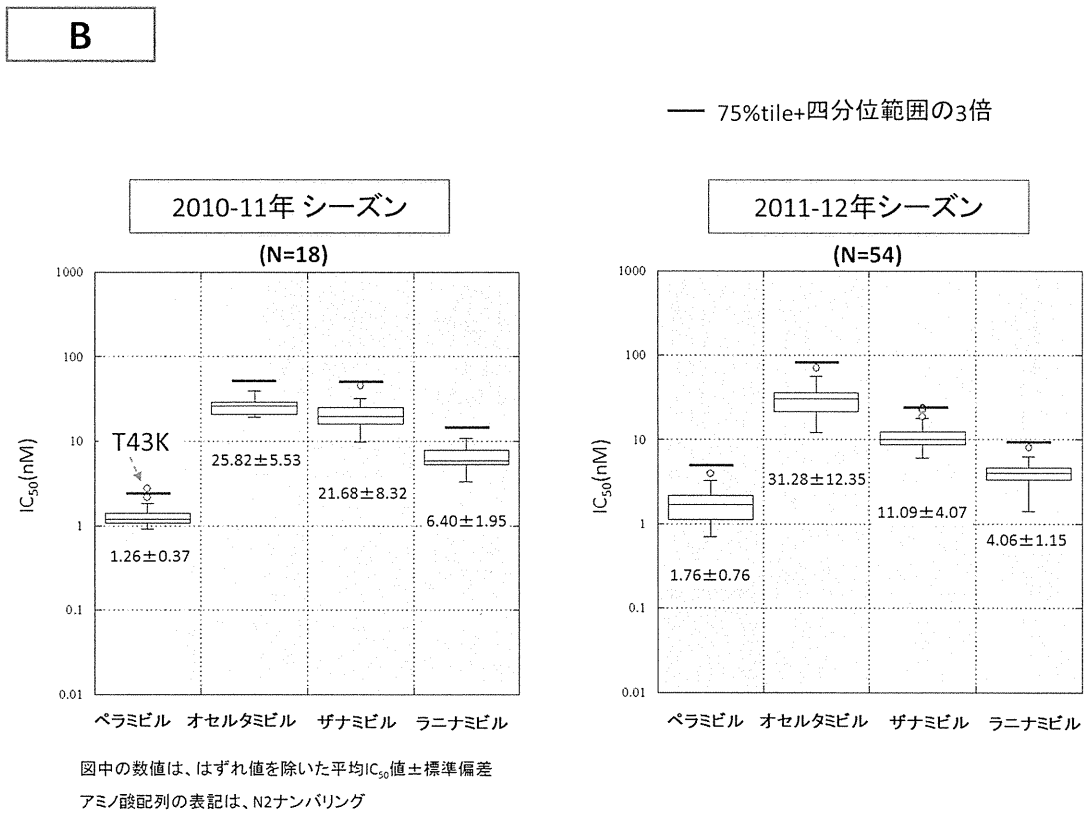 B
75%tile+四分位範囲の3倍
2010-11年 シーズン
(N=18)
1000
100
10
1
0.1
0.01
IC50(nM)
T43K
1.26±0.37
25.82±5.53
21.68±8.32
6.40±1.95
ペラミビル オセルタミビル ザナミビル ラニナミビル
2011-12年シーズン
(N=54)
1000
100
10
1
0.1
0.01
IC50(nM)
1.76±0.76
31.28±12.35
11.09±4.07
4.06±1.15
ペラミビル オセルタミビル ザナミビル ラニナミビル
図中の数値は、はずれ値を除いた平均IC50値±標準偏差
アミノ酸配列の表記は、N2ナンバリング